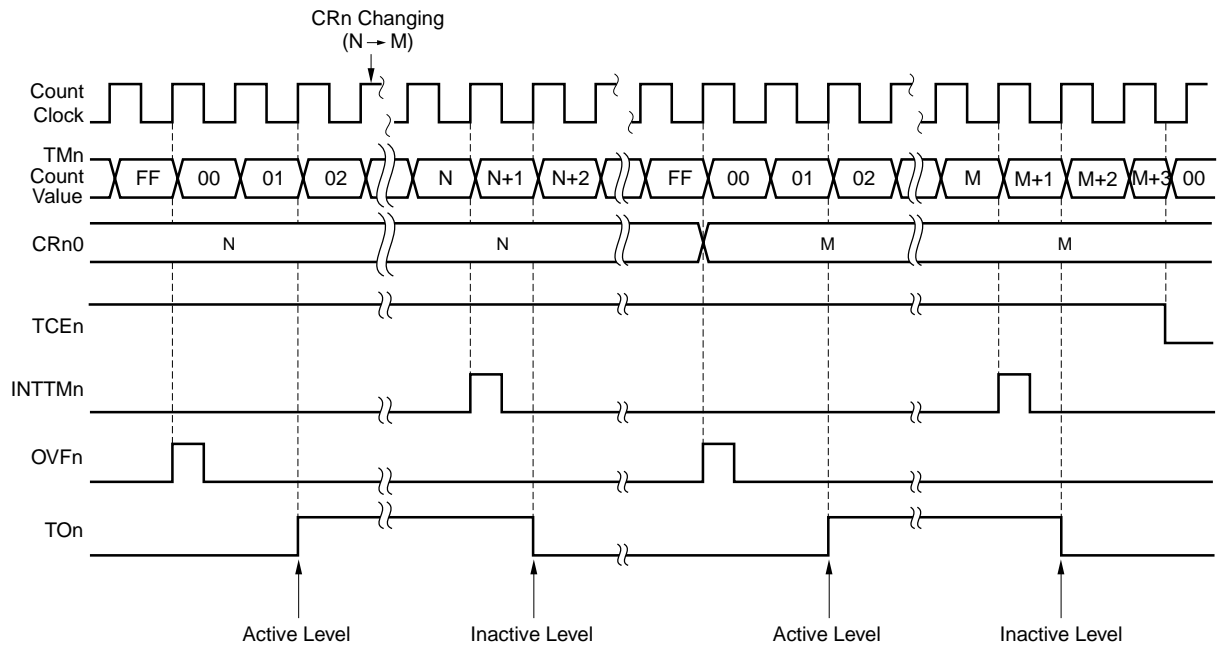 CRn Changing
(N → M)
Count
Clock
TMn
Count
Value
FF 00 01 02 N N+1 N+2 FF 00 01 02 M M+1 M+2 M+3 00
CRn0
N N M M
TCEn
INTTMn
OVFn
TOn
Active Level Inactive Level Active Level Inactive Level